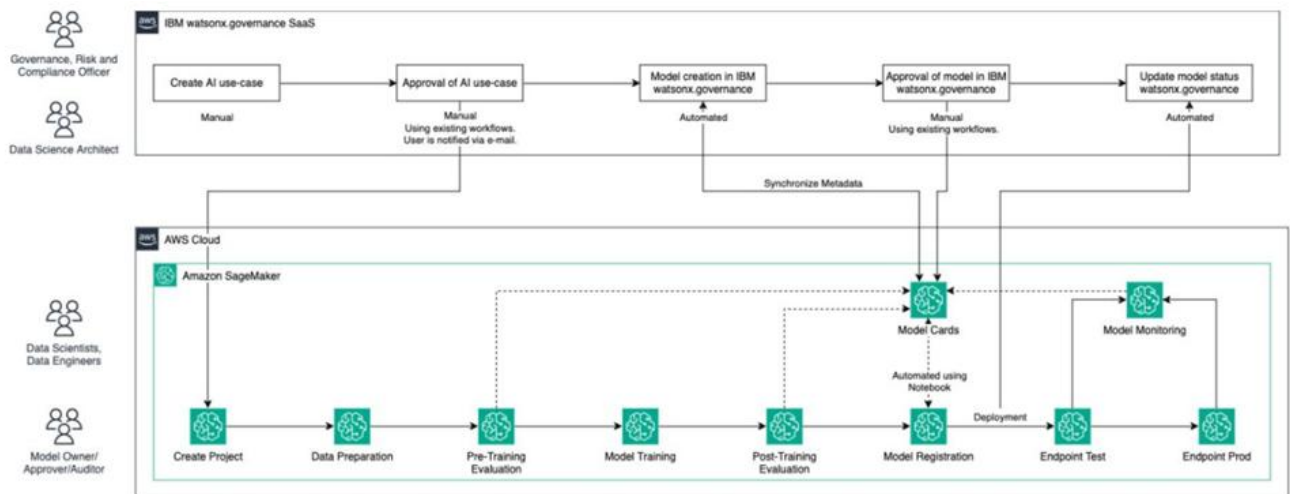 aws
IBM watsonx.governance SaaS
Governance, Risk and
Compliance Officer
Data Science Architect
Create AI use-case
Manual
Approval of AI use-case
Manual
Using existing workflows.
User is notified via e-mail.
Model creation in IBM
watsonx.governance
Automated
Approval of model in IBM
watsonx.governance
Manual
Using existing workflows.
Update model status
watsonx.governance
Automated
Synchronize Metadata
aws
AWS Cloud
Amazon SageMaker
Data Scientists,
Data Engineers
Model Cards
Model Monitoring
Automated using
Notebook
Deployment
Model Owner/
Approver/Auditor
Create Project
Data Preparation
Pre-Training
Evaluation
Model Training
Post-Training
Evaluation
Model Registration
Endpoint Test
Endpoint Prod